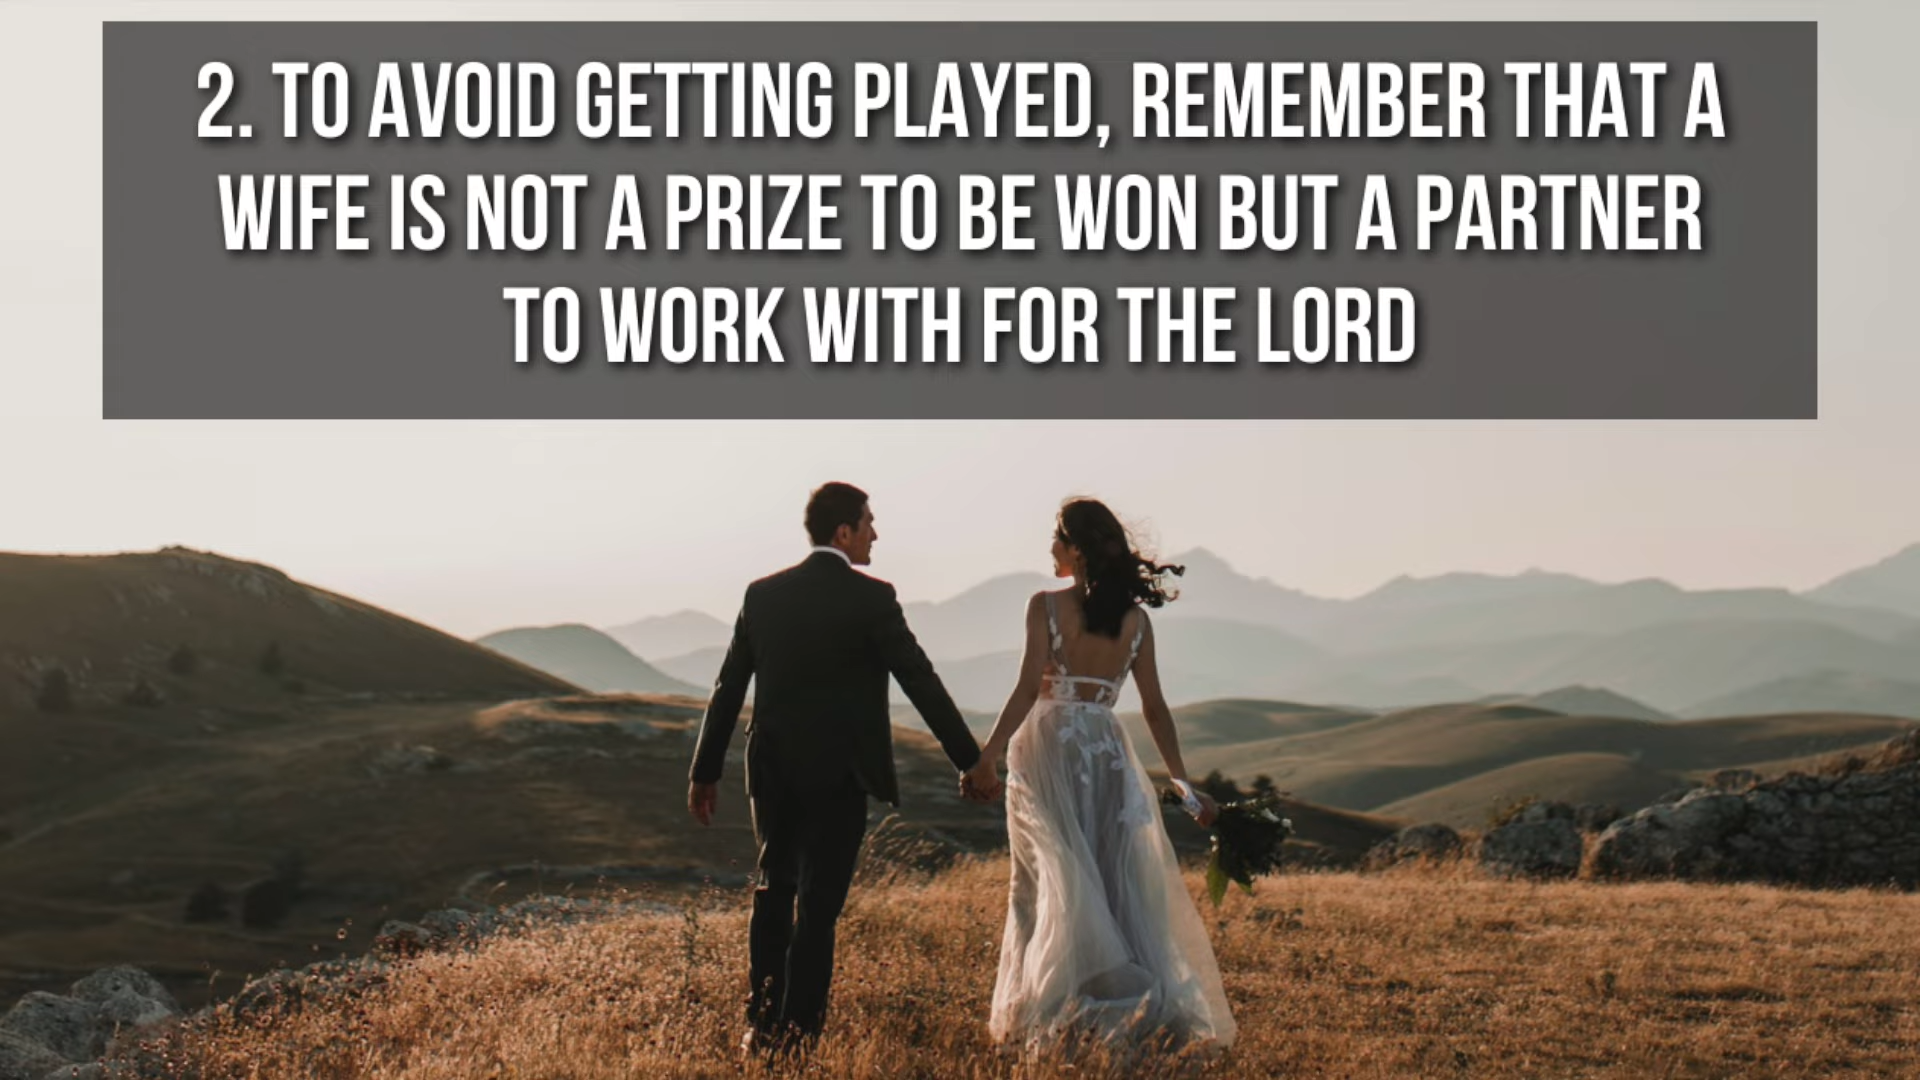 2. TO AVOID GETTING PLAYED, REMEMBER THAT A
WIFE IS NOT A PRIZE TO BE WON BUT A PARTNER
TO WORK WITH FOR THE LORD